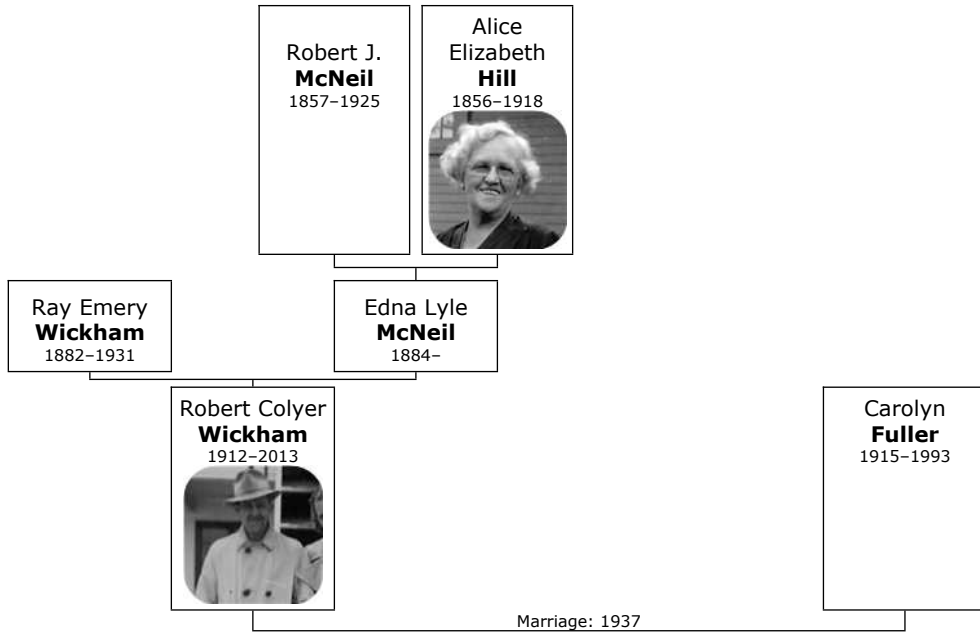 Robert J.
McNeil
1857–1925
Alice
Elizabeth
Hill
1856–1918
Ray Emery
Wickham
1882–1931
Edna Lyle
McNeil
1884–
Robert Colyer
Wickham
1912–2013
Carolyn
Fuller
1915–1993
Marriage: 1937